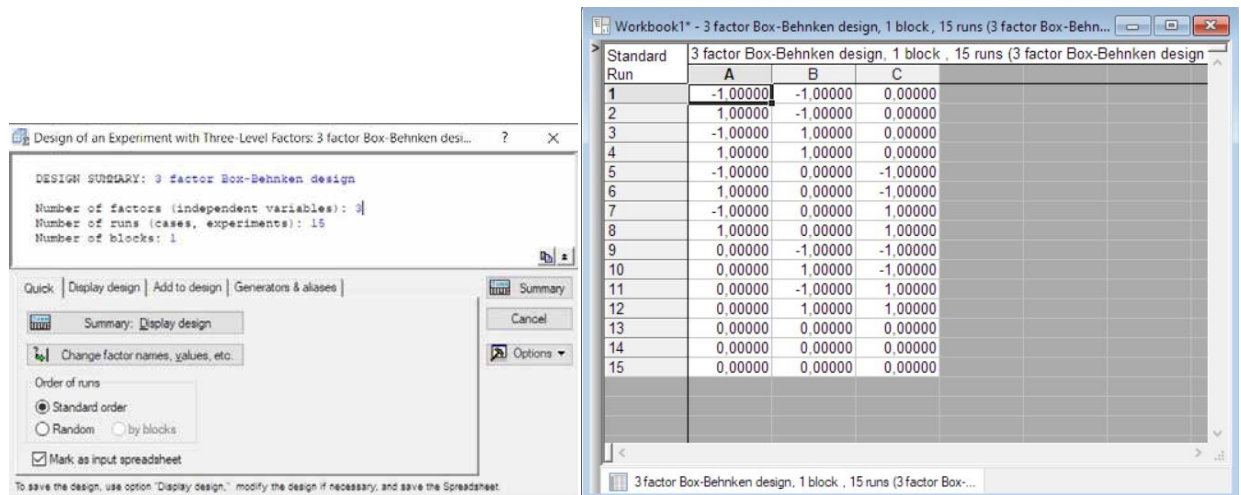 Design of an Experiment with Three-Level Factors: 3 factor Box-Behnken desi... ? ×
DESIGN SUMMARY: 3 factor Box-Behnken design
Number of factors (independent variables): 3
Number of runs (cases, experiments): 15
Number of blocks: 1
Quick Display design Add to design Generators & aliases
Summary
Summary: Display design
Cancel
Change factor names, values, etc.
Options
Order of runs
Standard order
Random by blocks
Mark as input spreadsheet
To save the design, use option "Display design," modify the design if necessary, and save the Spreadsheet.
Workbook1* - 3 factor Box-Behnken design, 1 block , 15 runs (3 factor Box-Behn...
Standard 3 factor Box-Behnken design, 1 block , 15 runs (3 factor Box-Behnken design
Run A B C
1 -1,00000 -1,00000 0,00000
2 1,00000 -1,00000 0,00000
3 -1,00000 1,00000 0,00000
4 1,00000 1,00000 0,00000
5 -1,00000 0,00000 -1,00000
6 1,00000 0,00000 -1,00000
7 -1,00000 0,00000 1,00000
8 1,00000 0,00000 1,00000
9 0,00000 -1,00000 -1,00000
10 0,00000 1,00000 -1,00000
11 0,00000 -1,00000 1,00000
12 0,00000 1,00000 1,00000
13 0,00000 0,00000 0,00000
14 0,00000 0,00000 0,00000
15 0,00000 0,00000 0,00000
3 factor Box-Behnken design, 1 block , 15 runs (3 factor Box-...